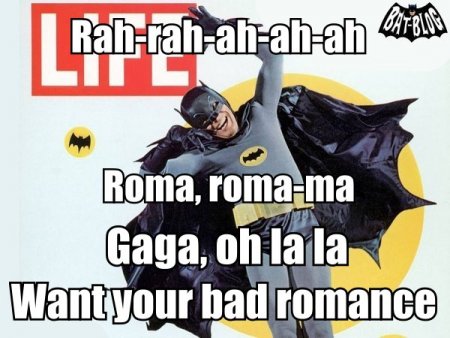 Rah-rah-ah-ah-ah
BAT-BLOG
LIFE
Roma, roma-ma
Gaga, oh la la
Want your bad romance